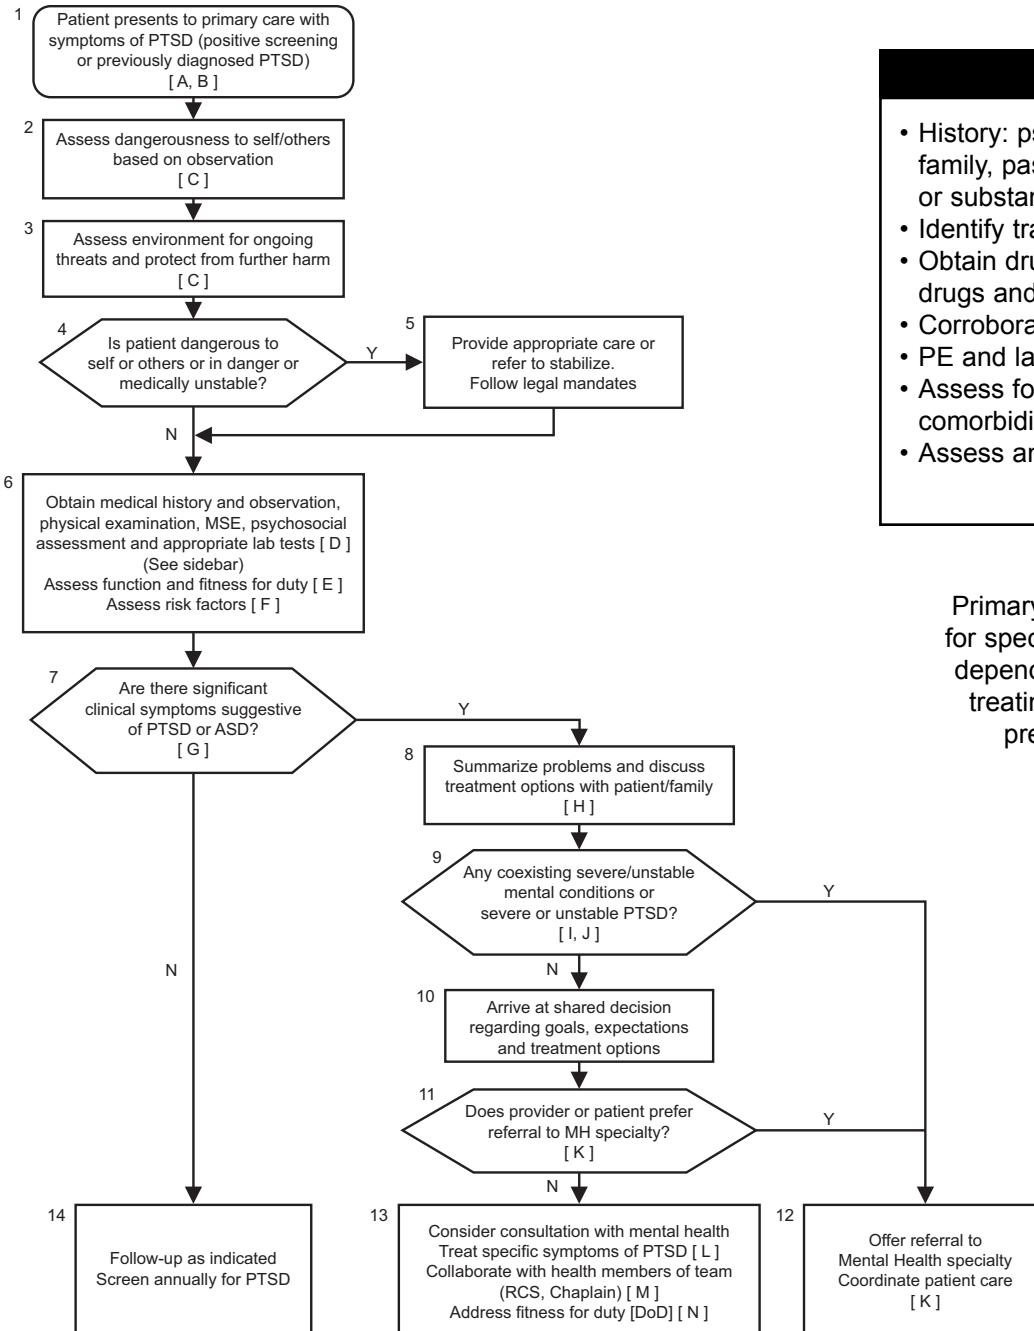 1
Patient presents to primary care with
symptoms of PTSD (positive screening
or previously diagnosed PTSD)
[ A, B ]
2
Assess dangerousness to self/others
based on observation
[ C ]
3
Assess environment for ongoing
threats and protect from further harm
[ C ]
4
Is patient dangerous to
self or others or in danger or
medically unstable?
Y
5
Provide appropriate care or
refer to stabilize.
Follow legal mandates
N
6
Obtain medical history and observation,
physical examination, MSE, psychosocial
assessment and appropriate lab tests [ D ]
(See sidebar)
Assess function and fitness for duty [ E ]
Assess risk factors [ F ]
7
Are there significant
clinical symptoms suggestive
of PTSD or ASD?
[ G ]
Y
N
8
Summarize problems and discuss
treatment options with patient/family
[ H ]
9
Any coexisting severe/unstable
mental conditions or
severe or unstable PTSD?
[ I, J ]
Y
N
10
Arrive at shared decision
regarding goals, expectations
and treatment options
11
Does provider or patient prefer
referral to MH specialty?
[ K ]
Y
N
14
Follow-up as indicated
Screen annually for PTSD
13
Consider consultation with mental health
Treat specific symptoms of PTSD [ L ]
Collaborate with health members of team
(RCS, Chaplain) [ M ]
Address fitness for duty [DoD] [ N ]
12
Offer referral to
Mental Health specialty
Coordinate patient care
[ K ]
• History: ps
family, pas
or substan
• Identify tra
• Obtain dru
drugs and
• Corrobora
• PE and la
• Assess fo
comorbidi
• Assess ar
Primary
for spec
depend
treatin
pre